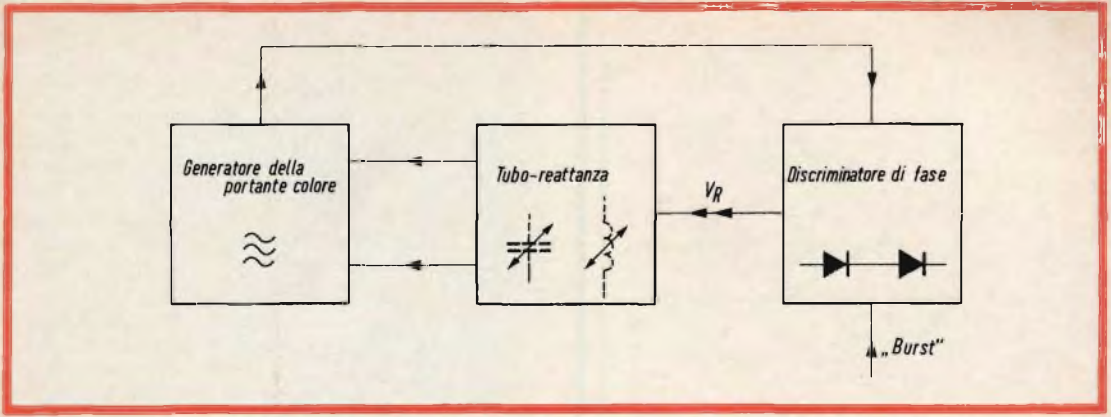 Generatore della
portante colore
Tubo-reattanza
V_R
Discriminatore di fase
„Burst"